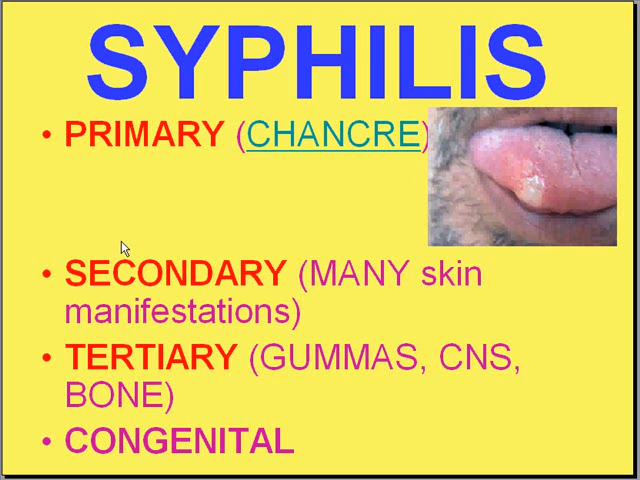 SYPHILIS
• PRIMARY (CHANCRE)
• SECONDARY (MANY skin
manifestations)
• TERTIARY (GUMMAS, CNS,
BONE)
• CONGENITAL